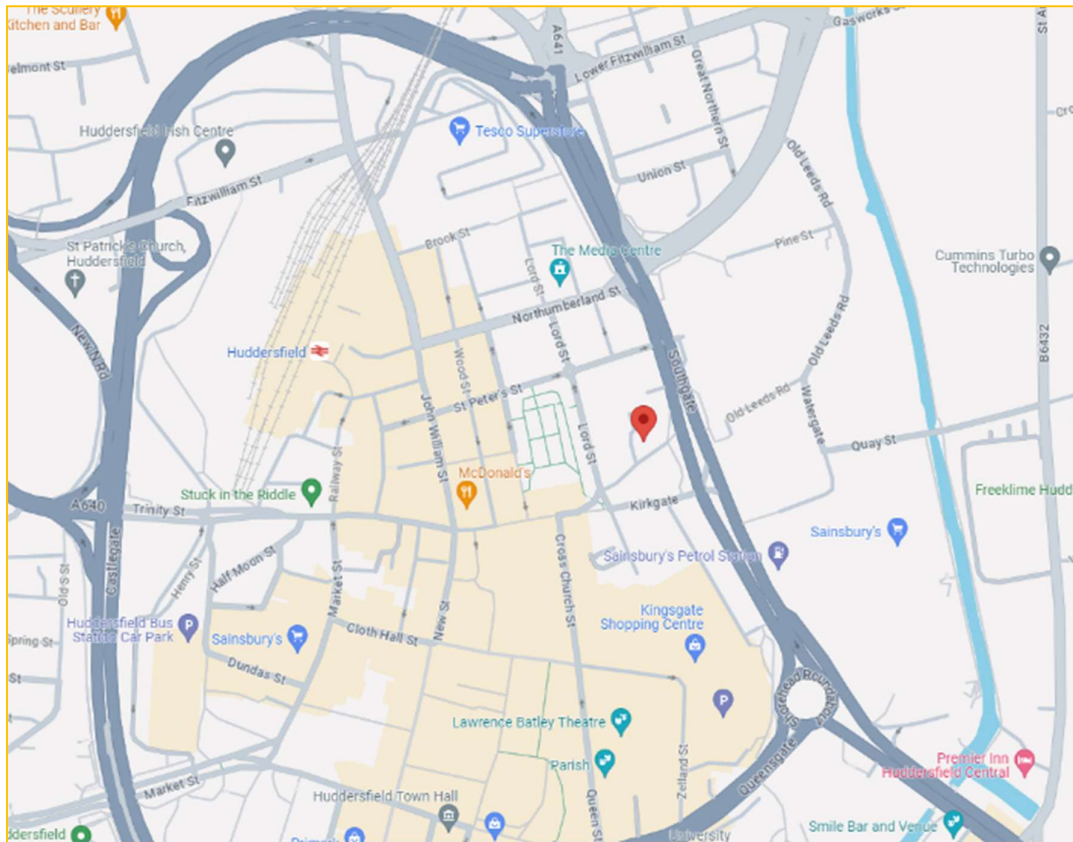 The Scullery
Kitchen and Bar
Belmont St
A641
Gasworks St
Lower Fitzwilliam St
Great Northern St
St A
Huddersfield Irish Centre
Tesco Superstore
Union St
Old Leeds Rd
Fitzwilliam St
Brook St
Lord St
The Media Centre
Pine St
St Patrick's Church,
Huddersfield
Cummins Turbo
Technologies
New N Rd
Northumberland St
Lord St
Old Leeds Rd
B6432
Huddersfield
Wood St
Southgate
St Peter's St
John William St
Old Leeds Rd
Watergate
Lord St
Quay St
Railway St
McDonald's
Stuck in the Riddle
Freeklime Hudd
A640
Trinity St
Kirkgate
Sainsbury's
Castlegate
Old S St
Henry St
Half Moon St
Market St
New St
Cross Church St
Sainsbury's Petrol Station
Huddersfield Bus
Station Car Park
Spring St
Sainsbury's
Cloth Hall St
Kingsgate
Shopping Centre
Dundas St
Shorehead Roundabout
Lawrence Batley Theatre
Parish
Zetland St
Queensgate
Premier Inn
Huddersfield Central
Market St
Huddersfield Town Hall
Queen St
University
Smile Bar and Venue
ddersfield
Primark